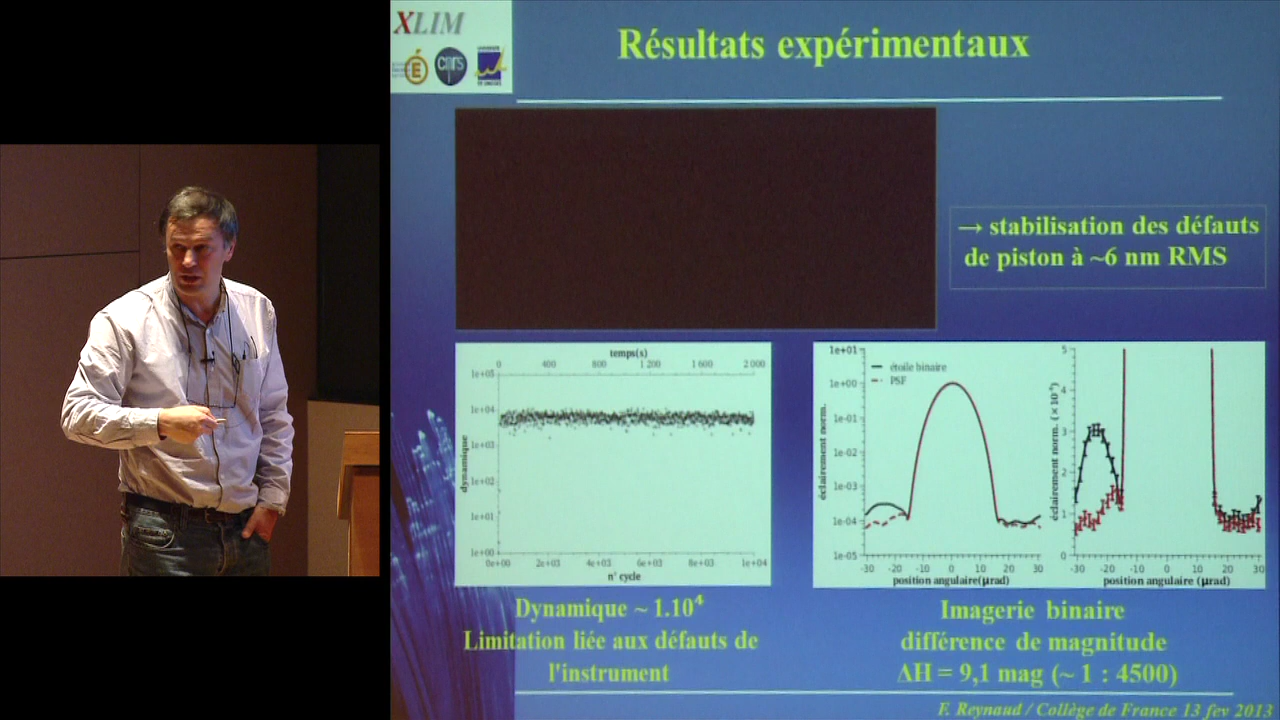 XLIM
cnrs
Résultats expérimentaux
→ stabilisation des défauts
de piston à ~6 nm RMS
temps(s)
0 400 800 1 200 1 600 2 000
1e+05
1e+04
1e+03
1e+02
1e+01
1e+00
dynamique
0e+00 2e+03 4e+03 6e+03 8e+03 1e+04
n° cycle
Dynamique ~ 1.10⁴
Limitation liée aux défauts de
l'instrument
1e+01
1e+00
1e-01
1e-02
1e-03
1e-04
1e-05
éclairement norm.
étoile binaire
PSF
-30 -20 -10 0 10 20 30
position angulaire(µrad)
5
4
3
2
1
0
éclairement norm. (×10⁻⁴)
-30 -20 -10 0 10 20 30
position angulaire (µrad)
Imagerie binaire
différence de magnitude
ΔH = 9,1 mag (~ 1 : 4500)
F. Reynaud / Collège de France 13 fev 2013